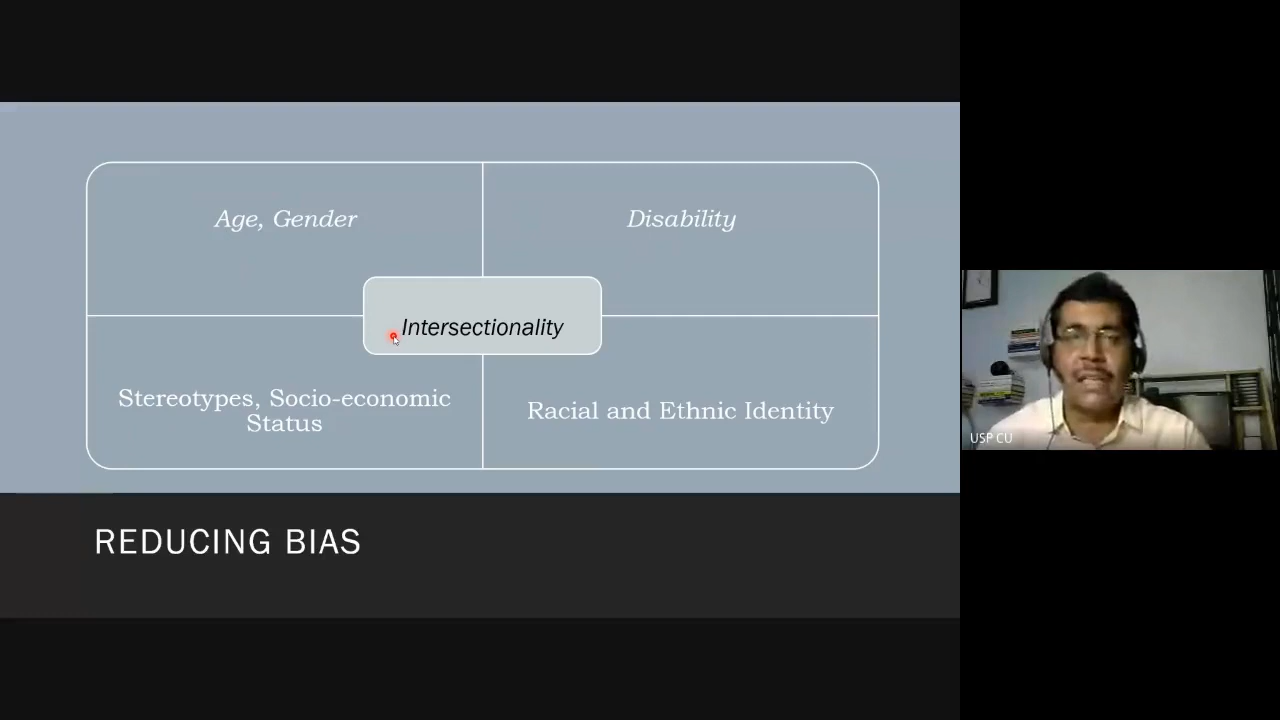 Age, Gender
Disability
Intersectionality
Stereotypes, Socio-economic
Status
Racial and Ethnic Identity
REDUCING BIAS
USP CU